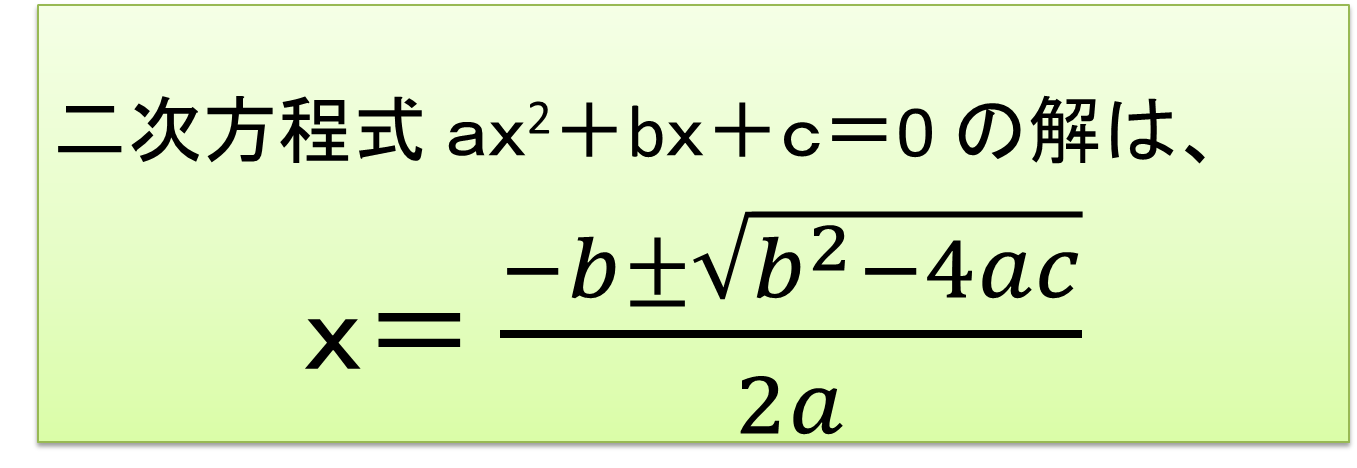 二次方程式 ax²＋bx＋c＝0 の解は、
x＝ (−b±√(b²−4ac))/(2a)